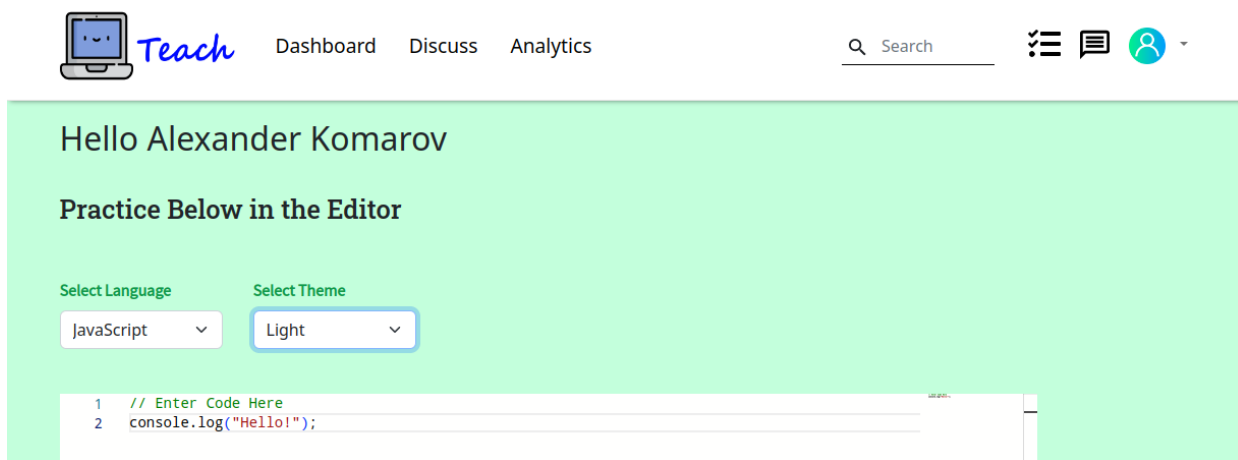 Teach Dashboard Discuss Analytics Search
Hello Alexander Komarov
Practice Below in the Editor
Select Language Select Theme
JavaScript Light
1 // Enter Code Here
2 console.log("Hello!");